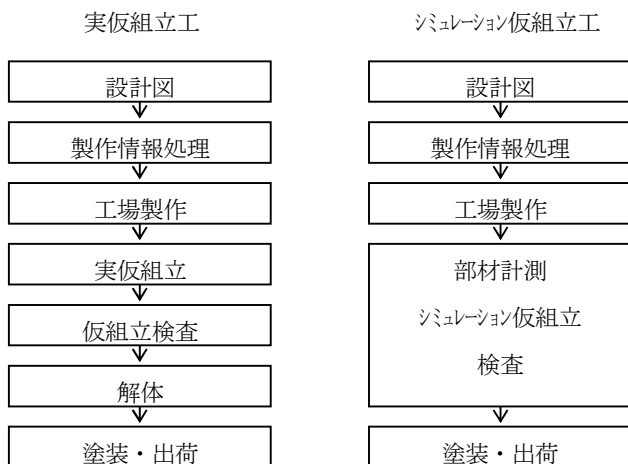 実仮組立工
設計図
製作情報処理
工場製作
実仮組立
仮組立検査
解体
塗装・出荷
ｼﾐｭﾚｰｼｮﾝ仮組立工
設計図
製作情報処理
工場製作
部材計測
ｼﾐｭﾚｰｼｮﾝ仮組立
検査
塗装・出荷